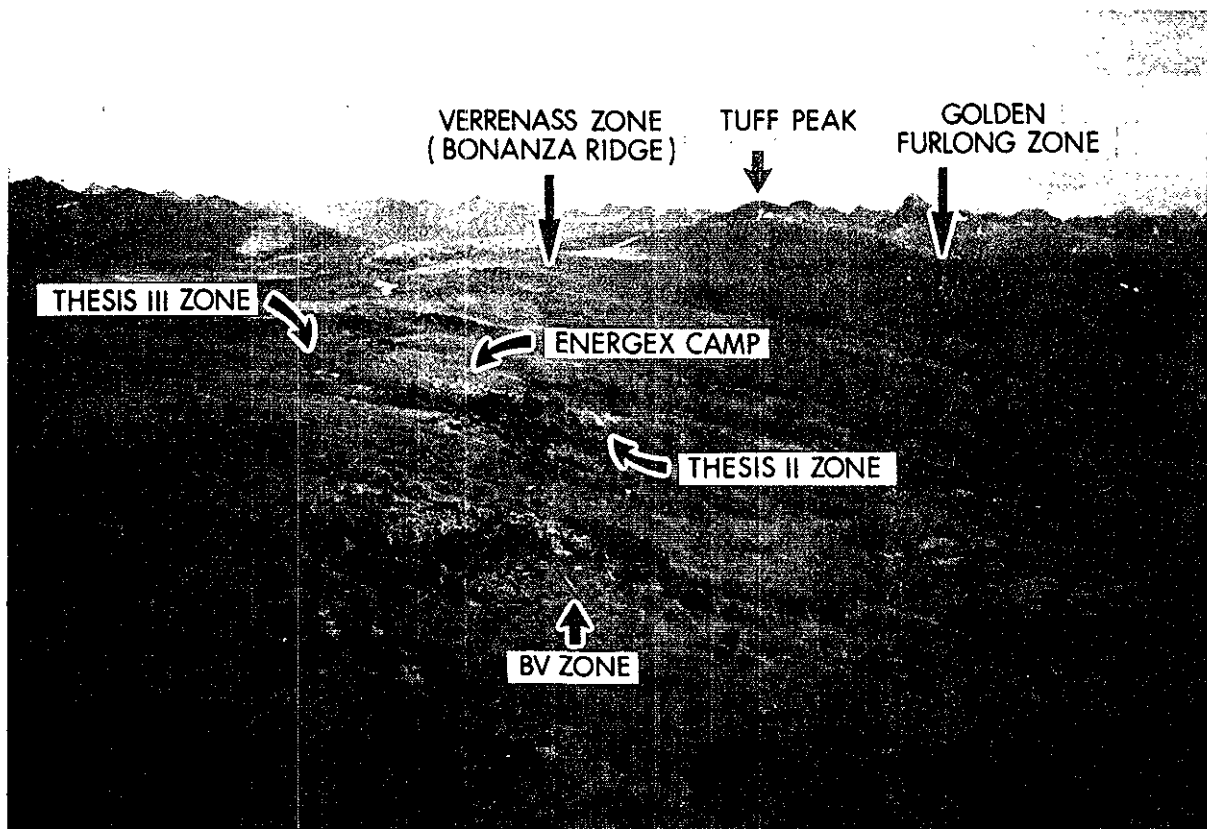 VERRENASS ZONE
( BONANZA RIDGE )
TUFF PEAK
GOLDEN
FURLONG ZONE
THESIS III ZONE
ENERGEX CAMP
THESIS II ZONE
BV ZONE